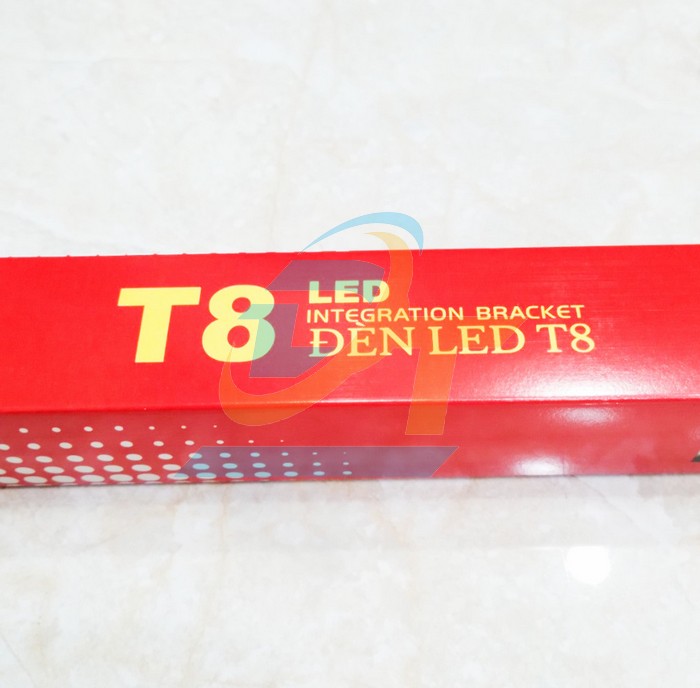 T8
LED
INTEGRATION BRACKET
ĐÈN LED T8